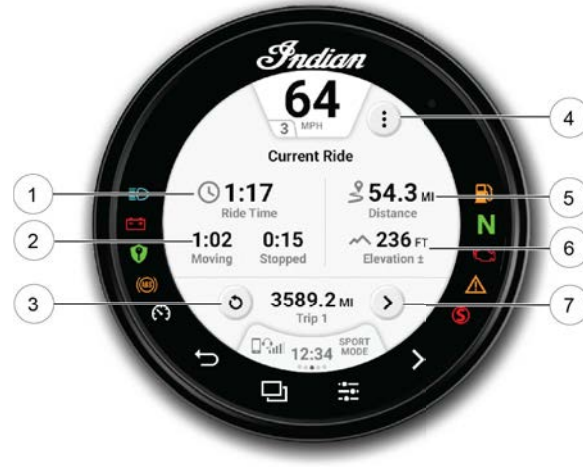 Indian
64
3 MPH
Current Ride
1:17
Ride Time
54.3 MI
Distance
1:02 0:15
Moving Stopped
236 FT
Elevation ±
3589.2 MI
Trip 1
12:34 SPORT
MODE
ABS
N
S
1
2
3
4
5
6
7